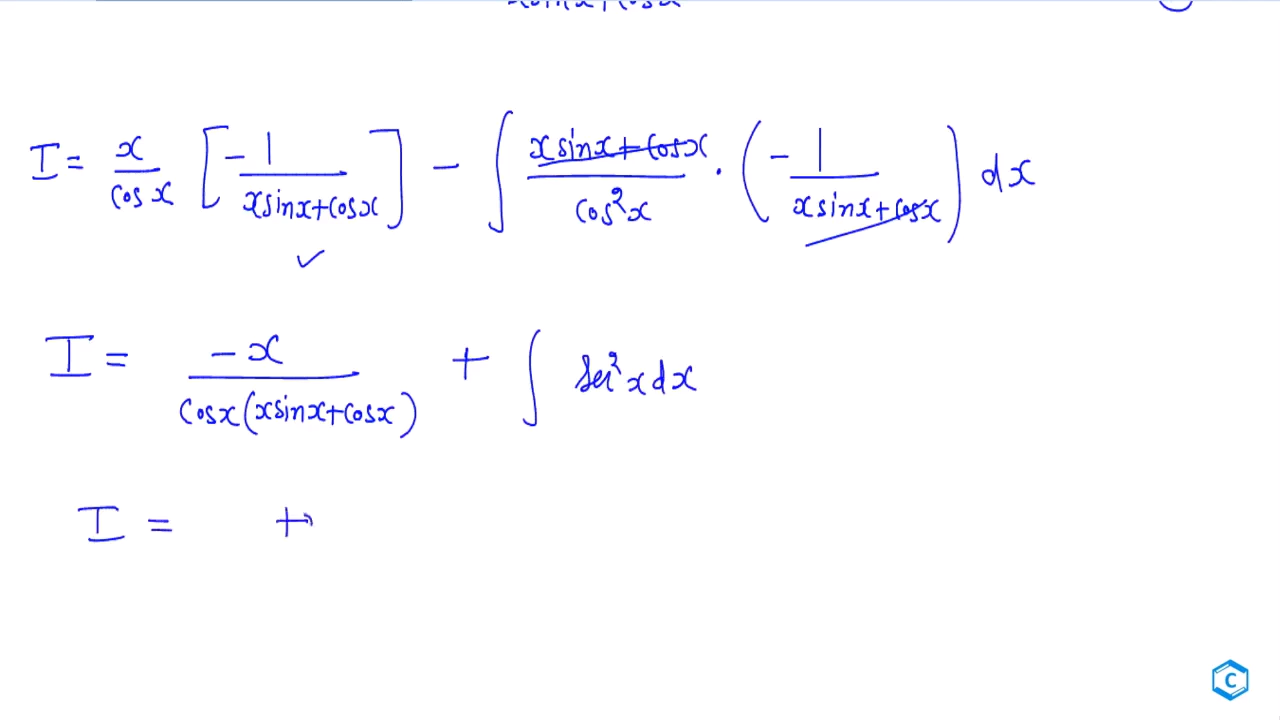 I = x/cos x [ -1/(x sin x + cos x) ] - ∫ (x sin x + cos x)/cos²x · ( -1/(x sin x + cos x) ) dx
✓
I = -x/(cos x (x sin x + cos x)) + ∫ sec²x dx
I = +
C